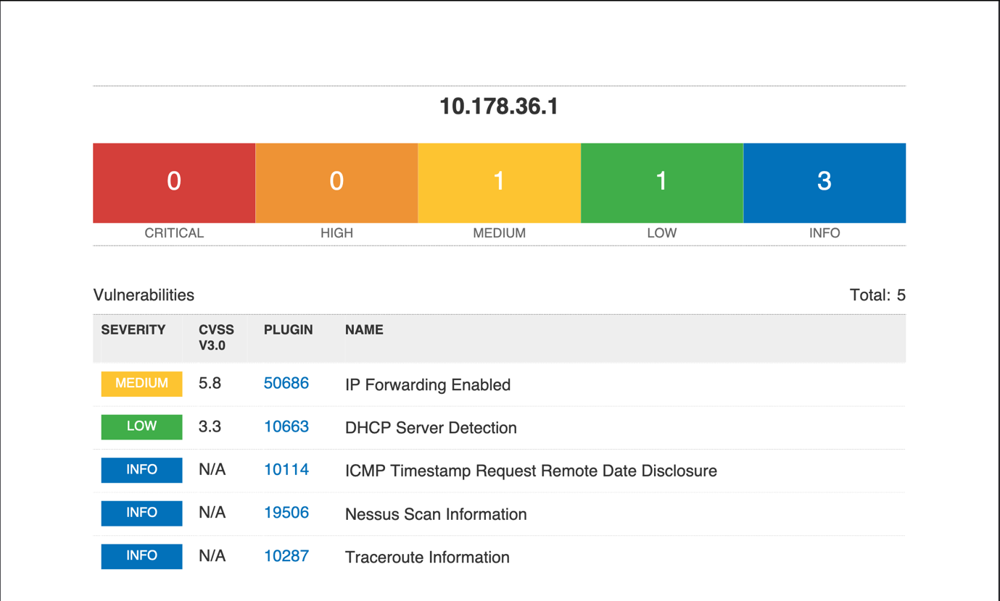 10.178.36.1
0 0 1 1 3
CRITICAL HIGH MEDIUM LOW INFO
Vulnerabilities Total: 5
SEVERITY CVSS V3.0 PLUGIN NAME
MEDIUM 5.8 50686 IP Forwarding Enabled
LOW 3.3 10663 DHCP Server Detection
INFO N/A 10114 ICMP Timestamp Request Remote Date Disclosure
INFO N/A 19506 Nessus Scan Information
INFO N/A 10287 Traceroute Information